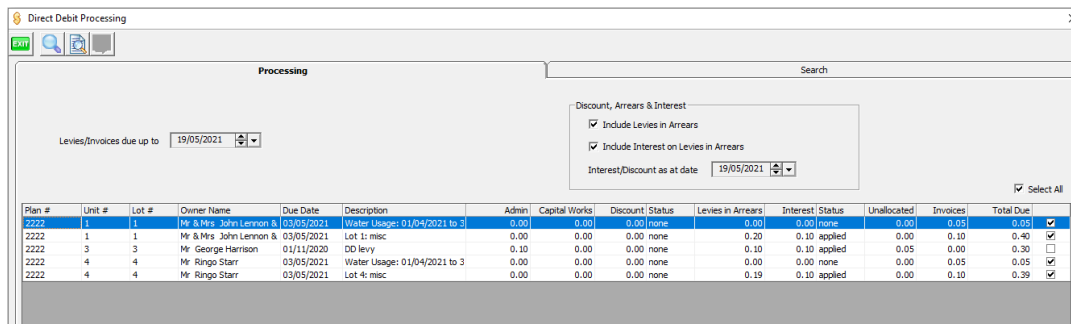 Direct Debit Processing
EXIT
Processing Search
Discount, Arrears & Interest
Include Levies in Arrears
Levies/Invoices due up to 19/05/2021
Include Interest on Levies in Arrears
Interest/Discount as at date 19/05/2021
Select All
Plan # Unit # Lot # Owner Name Due Date Description Admin Capital Works Discount Status Levies in Arrears Interest Status Unallocated Invoices Total Due
2222 1 1 Mr & Mrs John Lennon & 03/05/2021 Water Usage: 01/04/2021 to 3 0.00 0.00 0.00 none 0.00 0.00 none 0.00 0.05 0.05
2222 1 1 Mr & Mrs John Lennon & 03/05/2021 Lot 1: misc 0.00 0.00 0.00 none 0.20 0.10 applied 0.00 0.10 0.40
2222 3 3 Mr George Harrison 01/11/2020 DD levy 0.10 0.00 0.00 none 0.10 0.10 applied 0.05 0.00 0.30
2222 4 4 Mr Ringo Starr 03/05/2021 Water Usage: 01/04/2021 to 3 0.00 0.00 0.00 none 0.00 0.00 none 0.00 0.05 0.05
2222 4 4 Mr Ringo Starr 03/05/2021 Lot 4: misc 0.00 0.00 0.00 none 0.19 0.10 applied 0.00 0.10 0.39